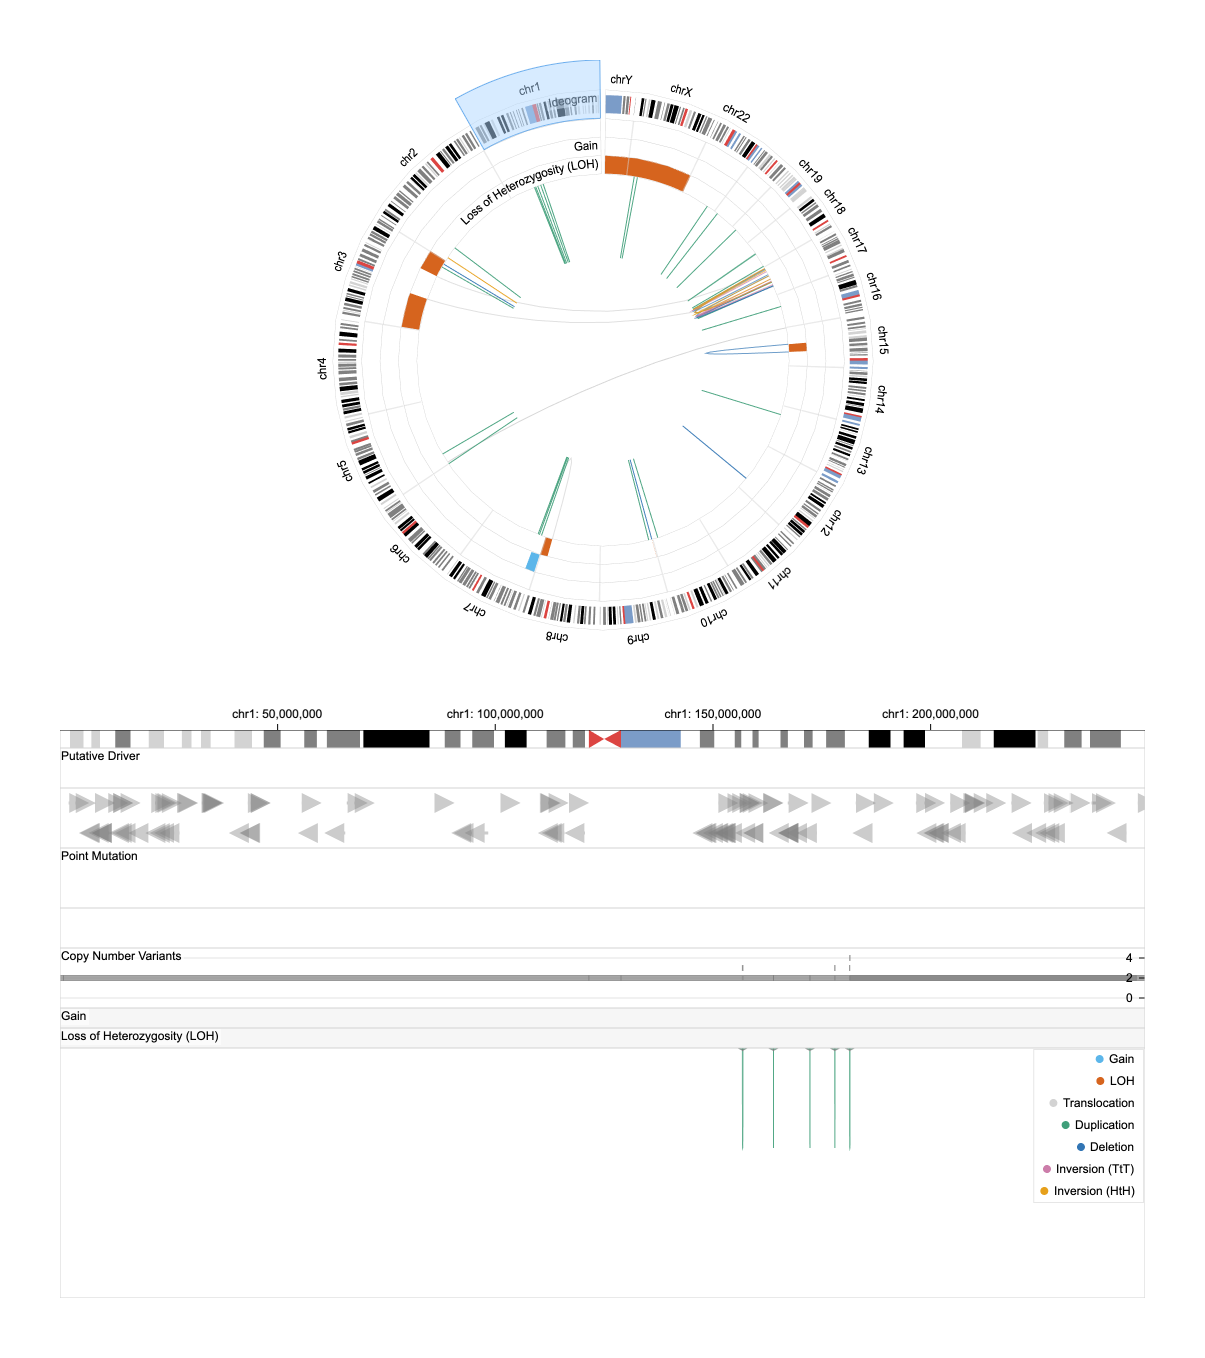 chrY
chrX
chr22
chr1
Ideogram
chr2
Gain
Loss of Heterozygosity (LOH)
chr19
chr18
chr17
chr3
chr16
chr15
chr4
chr14
chr5
chr13
chr12
chr6
chr11
chr7
chr10
chr8
chr9
chr1: 50,000,000
chr1: 100,000,000
chr1: 150,000,000
chr1: 200,000,000
Putative Driver
Point Mutation
Copy Number Variants
4
2
0
Gain
Loss of Heterozygosity (LOH)
Gain
LOH
Translocation
Duplication
Deletion
Inversion (TtT)
Inversion (HtH)